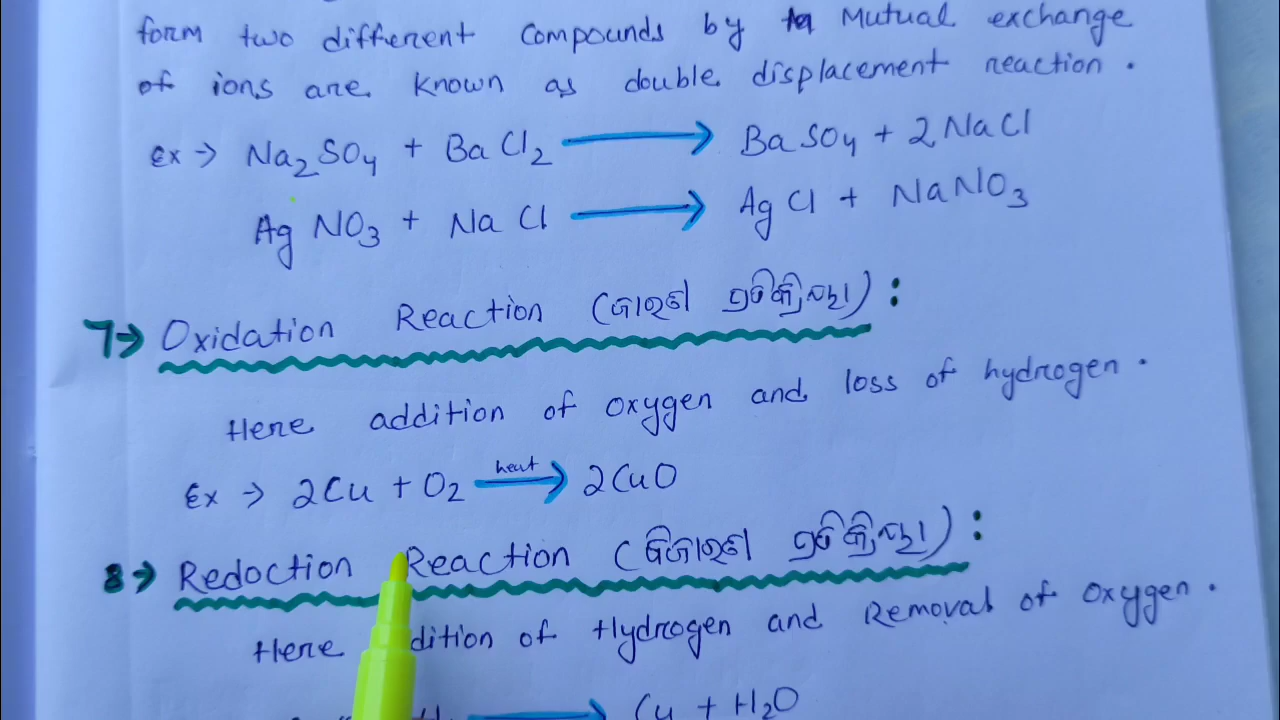 form two different compounds by Mutual exchange
of ions are known as double displacement reaction.
Ex → Na₂SO₄ + BaCl₂ ⟶ BaSO₄ + 2NaCl
AgNO₃ + NaCl ⟶ AgCl + NaNO₃
7→ Oxidation Reaction (ଜାରଣ ପ୍ରତିକ୍ରିୟା) :
Here addition of oxygen and loss of hydrogen.
Ex → 2Cu + O₂ heat⟶ 2CuO
8→ Redoction Reaction (ବିଜାରଣ ପ୍ରତିକ୍ରିୟା) :
Here dition of Hydrogen and Removal of Oxygen.
⟶ Cu + H₂O